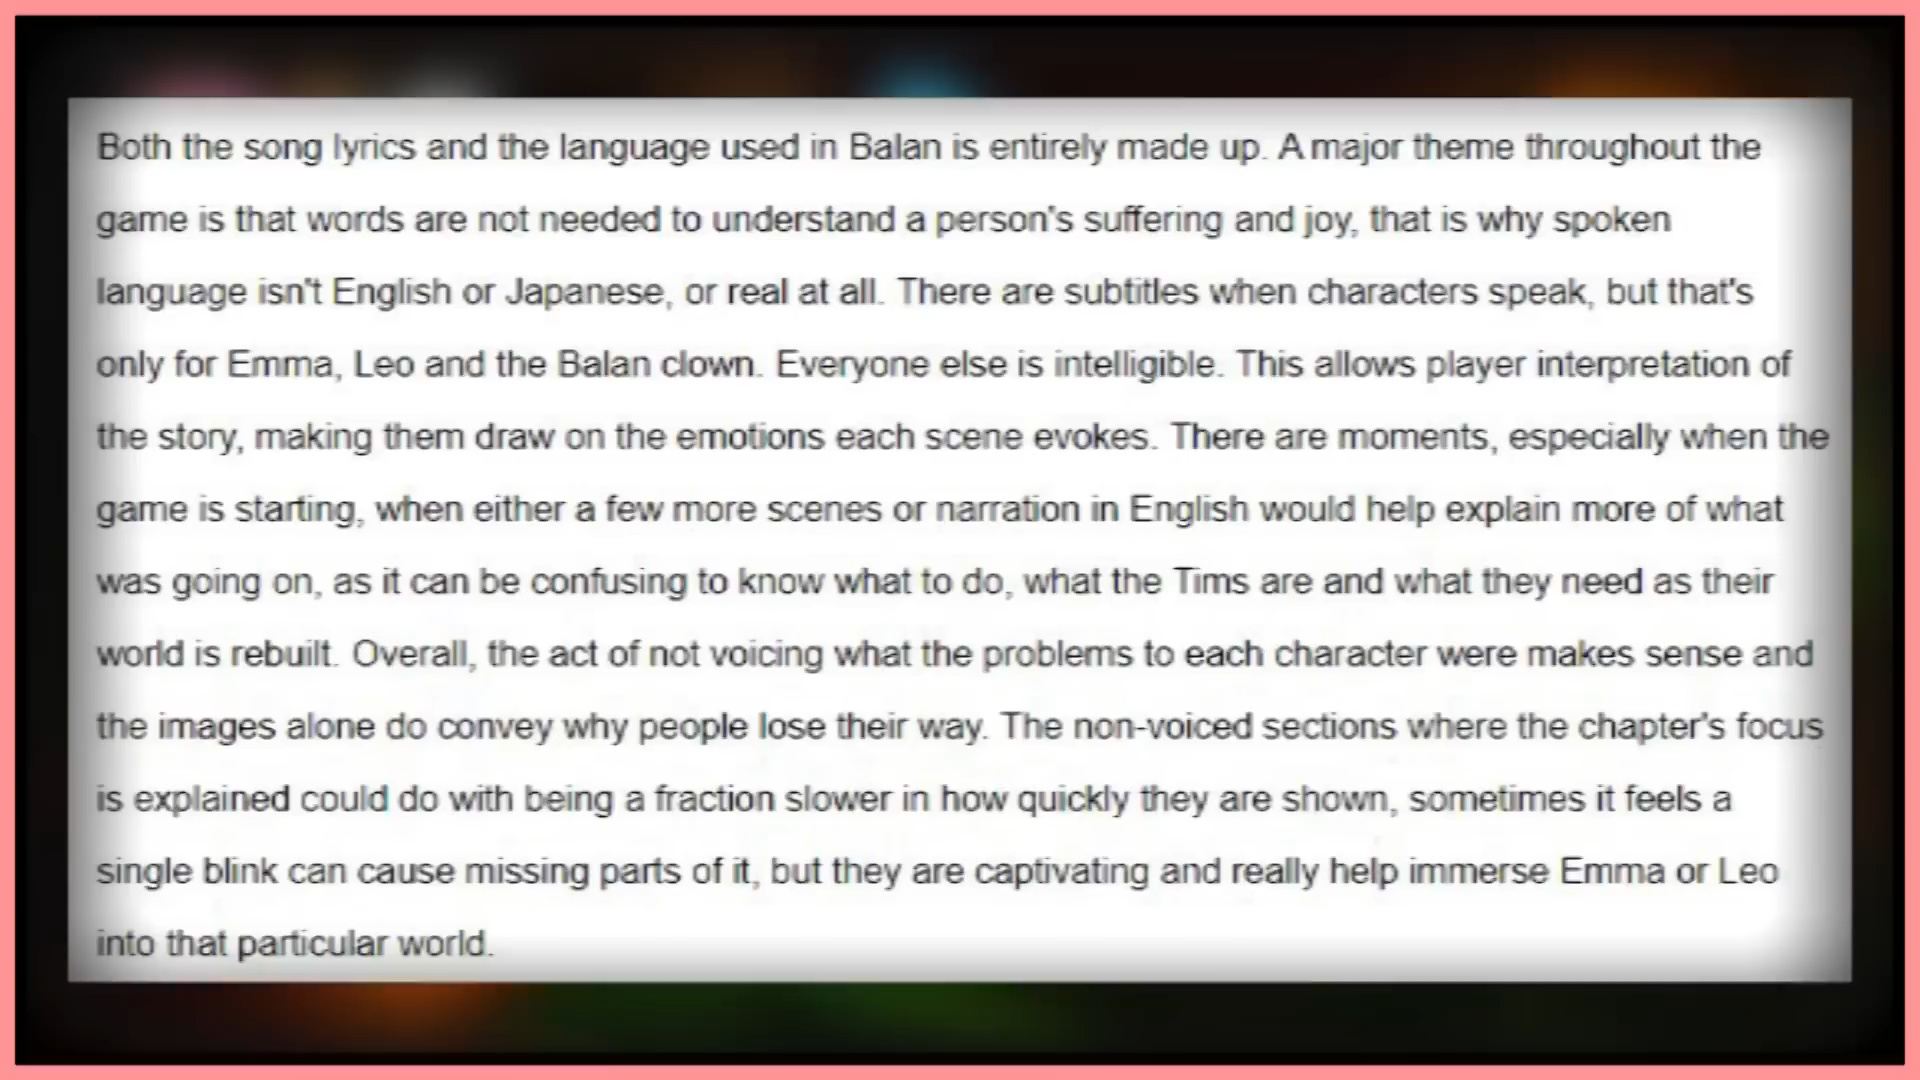 Both the song lyrics and the language used in Balan is entirely made up. A major theme throughout the
game is that words are not needed to understand a person's suffering and joy, that is why spoken
language isn't English or Japanese, or real at all. There are subtitles when characters speak, but that's
only for Emma, Leo and the Balan clown. Everyone else is intelligible. This allows player interpretation of
the story, making them draw on the emotions each scene evokes. There are moments, especially when the
game is starting, when either a few more scenes or narration in English would help explain more of what
was going on, as it can be confusing to know what to do, what the Tims are and what they need as their
world is rebuilt. Overall, the act of not voicing what the problems to each character were makes sense and
the images alone do convey why people lose their way. The non-voiced sections where the chapter's focus
is explained could do with being a fraction slower in how quickly they are shown, sometimes it feels a
single blink can cause missing parts of it, but they are captivating and really help immerse Emma or Leo
into that particular world.